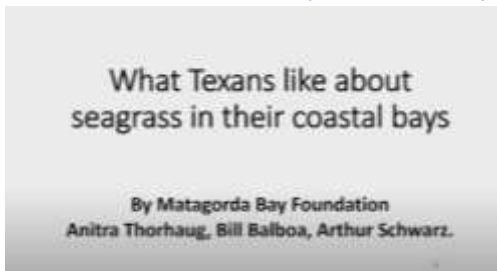 What Texans like about
seagrass in their coastal bays
By Matagorda Bay Foundation
Anitra Thorhaug, Bill Balboa, Arthur Schwarz.